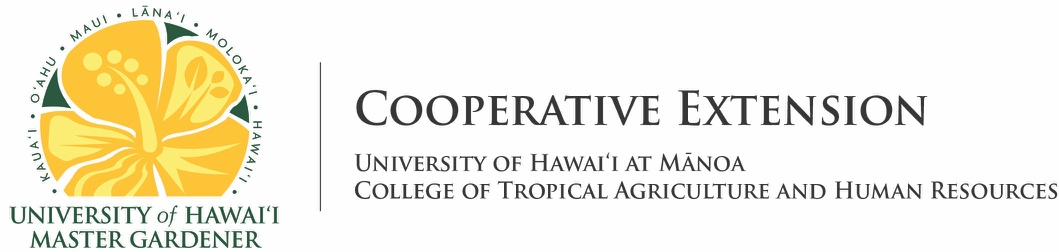 KAUA‘I • O‘AHU • MAUI • LĀNA‘I • MOLOKA‘I • HAWAI‘I
UNIVERSITY of HAWAI‘I
MASTER GARDENER
COOPERATIVE EXTENSION
UNIVERSITY OF HAWAI‘I AT MĀNOA
COLLEGE OF TROPICAL AGRICULTURE AND HUMAN RESOURCES